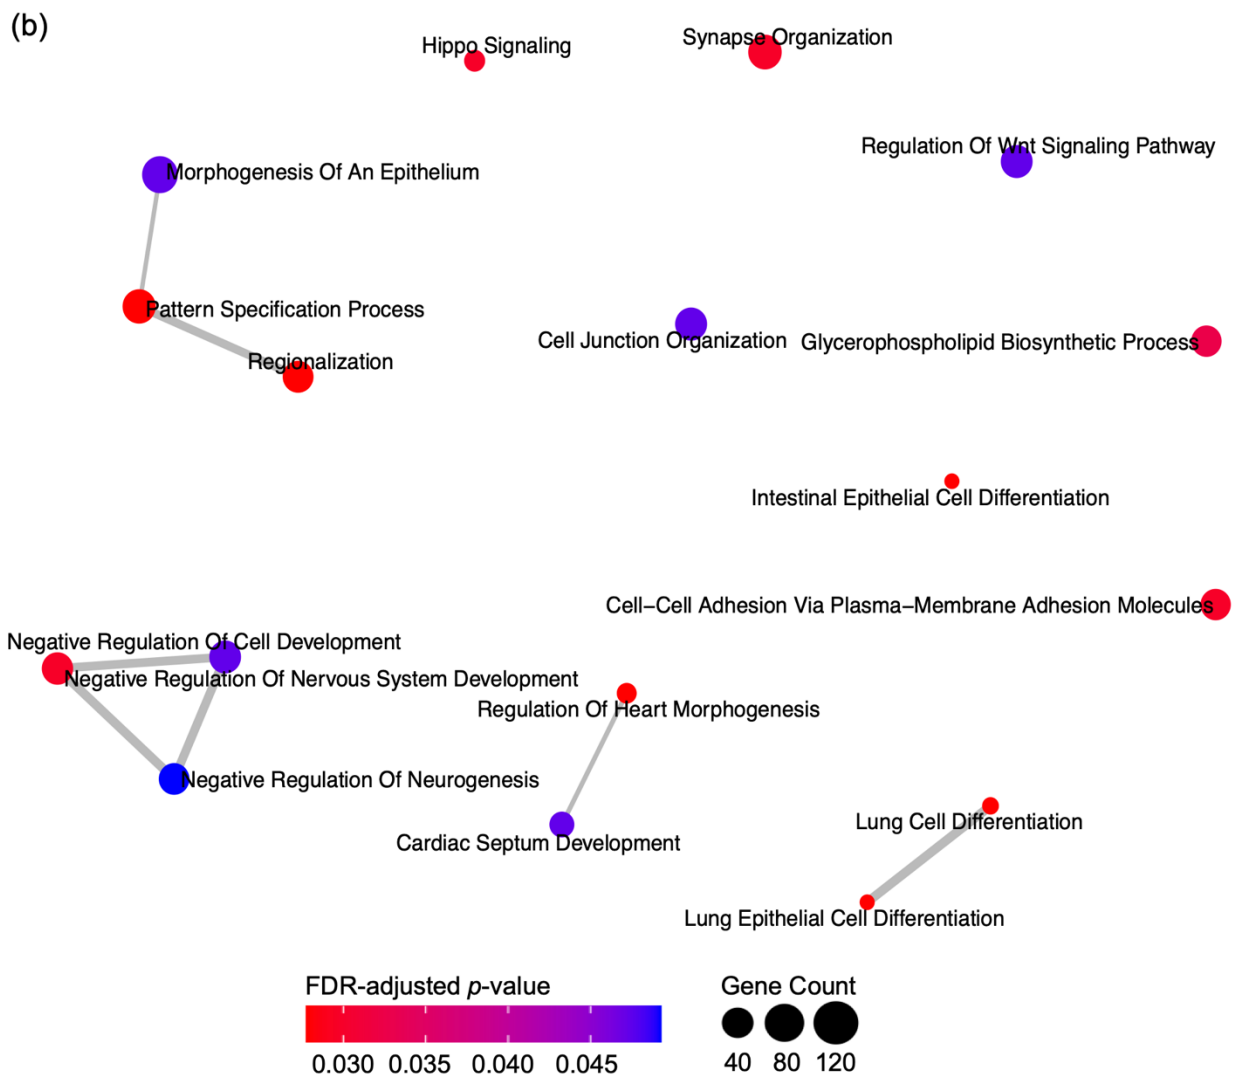 (b)
Hippo Signaling
Synapse Organization
Regulation Of Wnt Signaling Pathway
Morphogenesis Of An Epithelium
Pattern Specification Process
Regionalization
Cell Junction Organization
Glycerophospholipid Biosynthetic Process
Intestinal Epithelial Cell Differentiation
Cell−Cell Adhesion Via Plasma−Membrane Adhesion Molecules
Negative Regulation Of Cell Development
Negative Regulation Of Nervous System Development
Regulation Of Heart Morphogenesis
Negative Regulation Of Neurogenesis
Cardiac Septum Development
Lung Cell Differentiation
Lung Epithelial Cell Differentiation
FDR-adjusted p-value
0.030 0.035 0.040 0.045
Gene Count
40 80 120